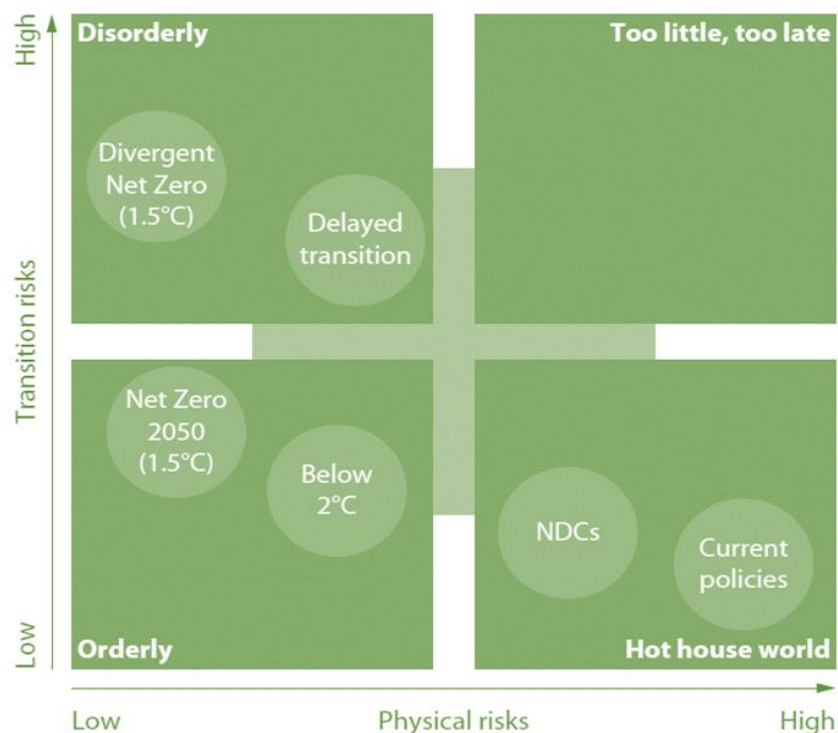 High
Disorderly
Too little, too late
Divergent
Net Zero
(1.5°C)
Delayed
transition
Transition risks
Net Zero
2050
(1.5°C)
Below
2°C
NDCs
Current
policies
Low
Orderly
Hot house world
Low
Physical risks
High